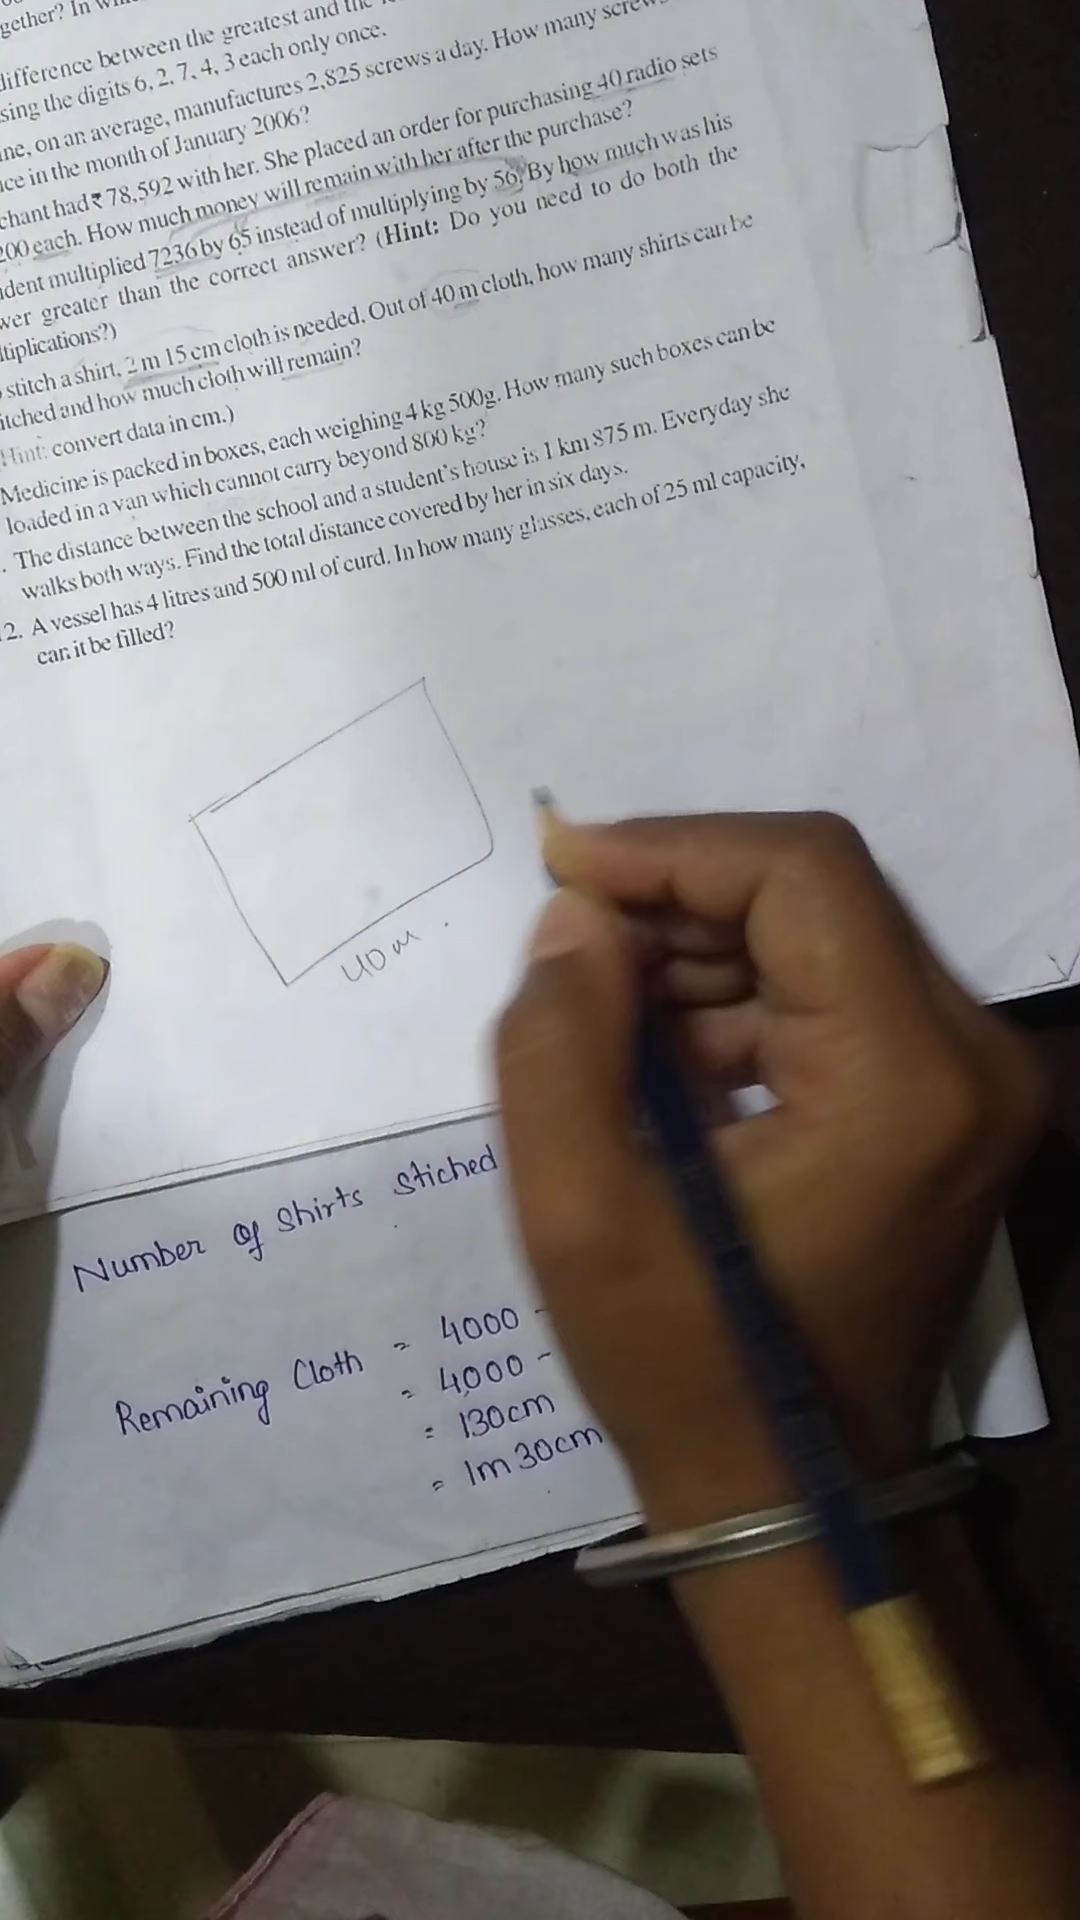 gether? In
difference between the greatest and the
sing the digits 6, 2, 7, 4, 3 each only once.
ne, on an average, manufactures 2,825 screws a day. How many screws
ce in the month of January 2006?
chant had ₹ 78,592 with her. She placed an order for purchasing 40 radio sets
200 each. How much money will remain with her after the purchase?
dent multiplied 7236 by 65 instead of multiplying by 56. By how much was his
wer greater than the correct answer? (Hint: Do you need to do both the
tiplications?)
stitch a shirt, 2 m 15 cm cloth is needed. Out of 40 m cloth, how many shirts can be
itched and how much cloth will remain?
Hint: convert data in cm.)
Medicine is packed in boxes, each weighing 4 kg 500g. How many such boxes can be
loaded in a van which cannot carry beyond 800 kg?
. The distance between the school and a student's house is 1 km 875 m. Everyday she
walks both ways. Find the total distance covered by her in six days.
2. A vessel has 4 litres and 500 ml of curd. In how many glasses, each of 25 ml capacity,
can it be filled?
40 m
Number of shirts stiched
Remaining Cloth = 4000 -
= 4000 -
= 130cm
= 1m 30cm